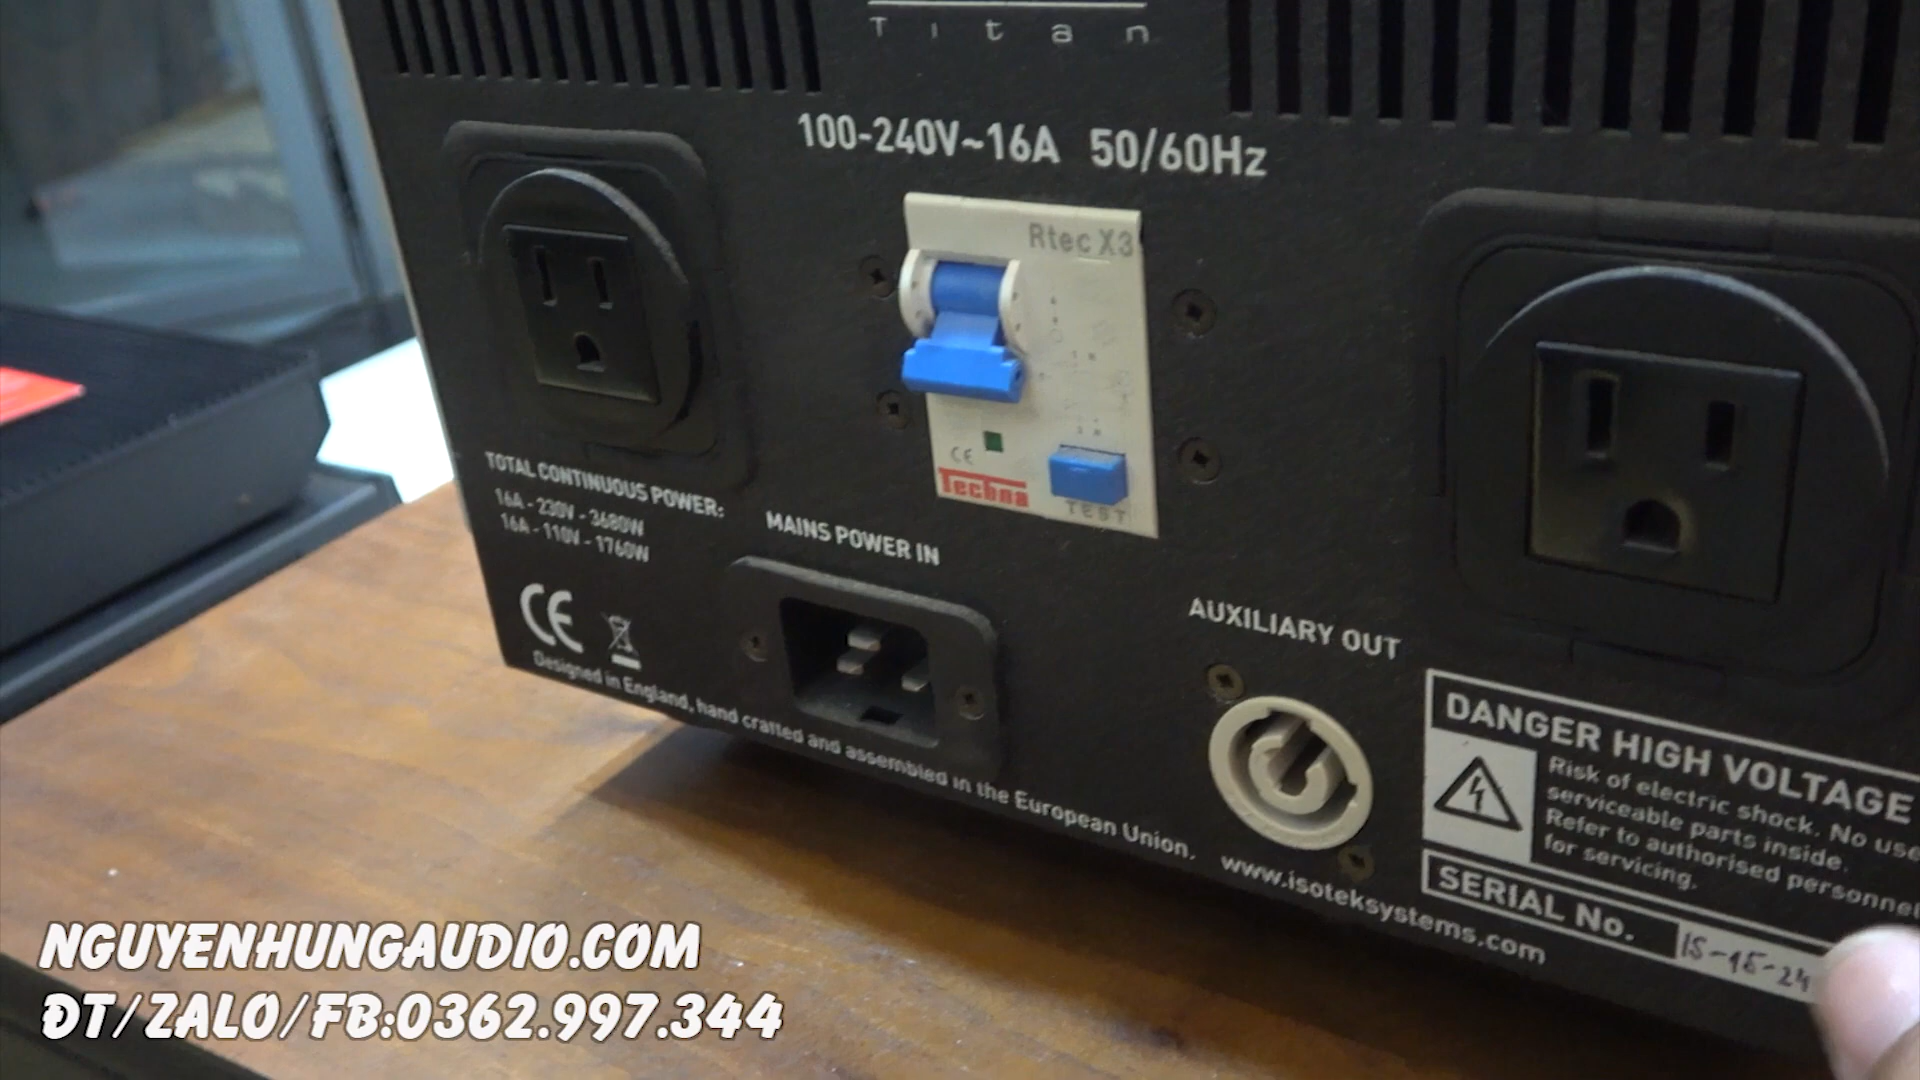 Titan
100-240V~16A 50/60Hz
Rtec X3
CE
Techna
TEST
TOTAL CONTINUOUS POWER:
16A - 230V - 3680W
16A - 110V - 1760W
MAINS POWER IN
CE
Designed in England, hand crafted and assembled in the European Union.
www.isoteksystems.com
AUXILIARY OUT
DANGER HIGH VOLTAGE
Risk of electric shock. No use
serviceable parts inside.
Refer to authorised personnel
for servicing.
SERIAL No. IS-15-24
NGUYENHUNGAUDIO.COM
ĐT/ZALO/FB:0362.997.344